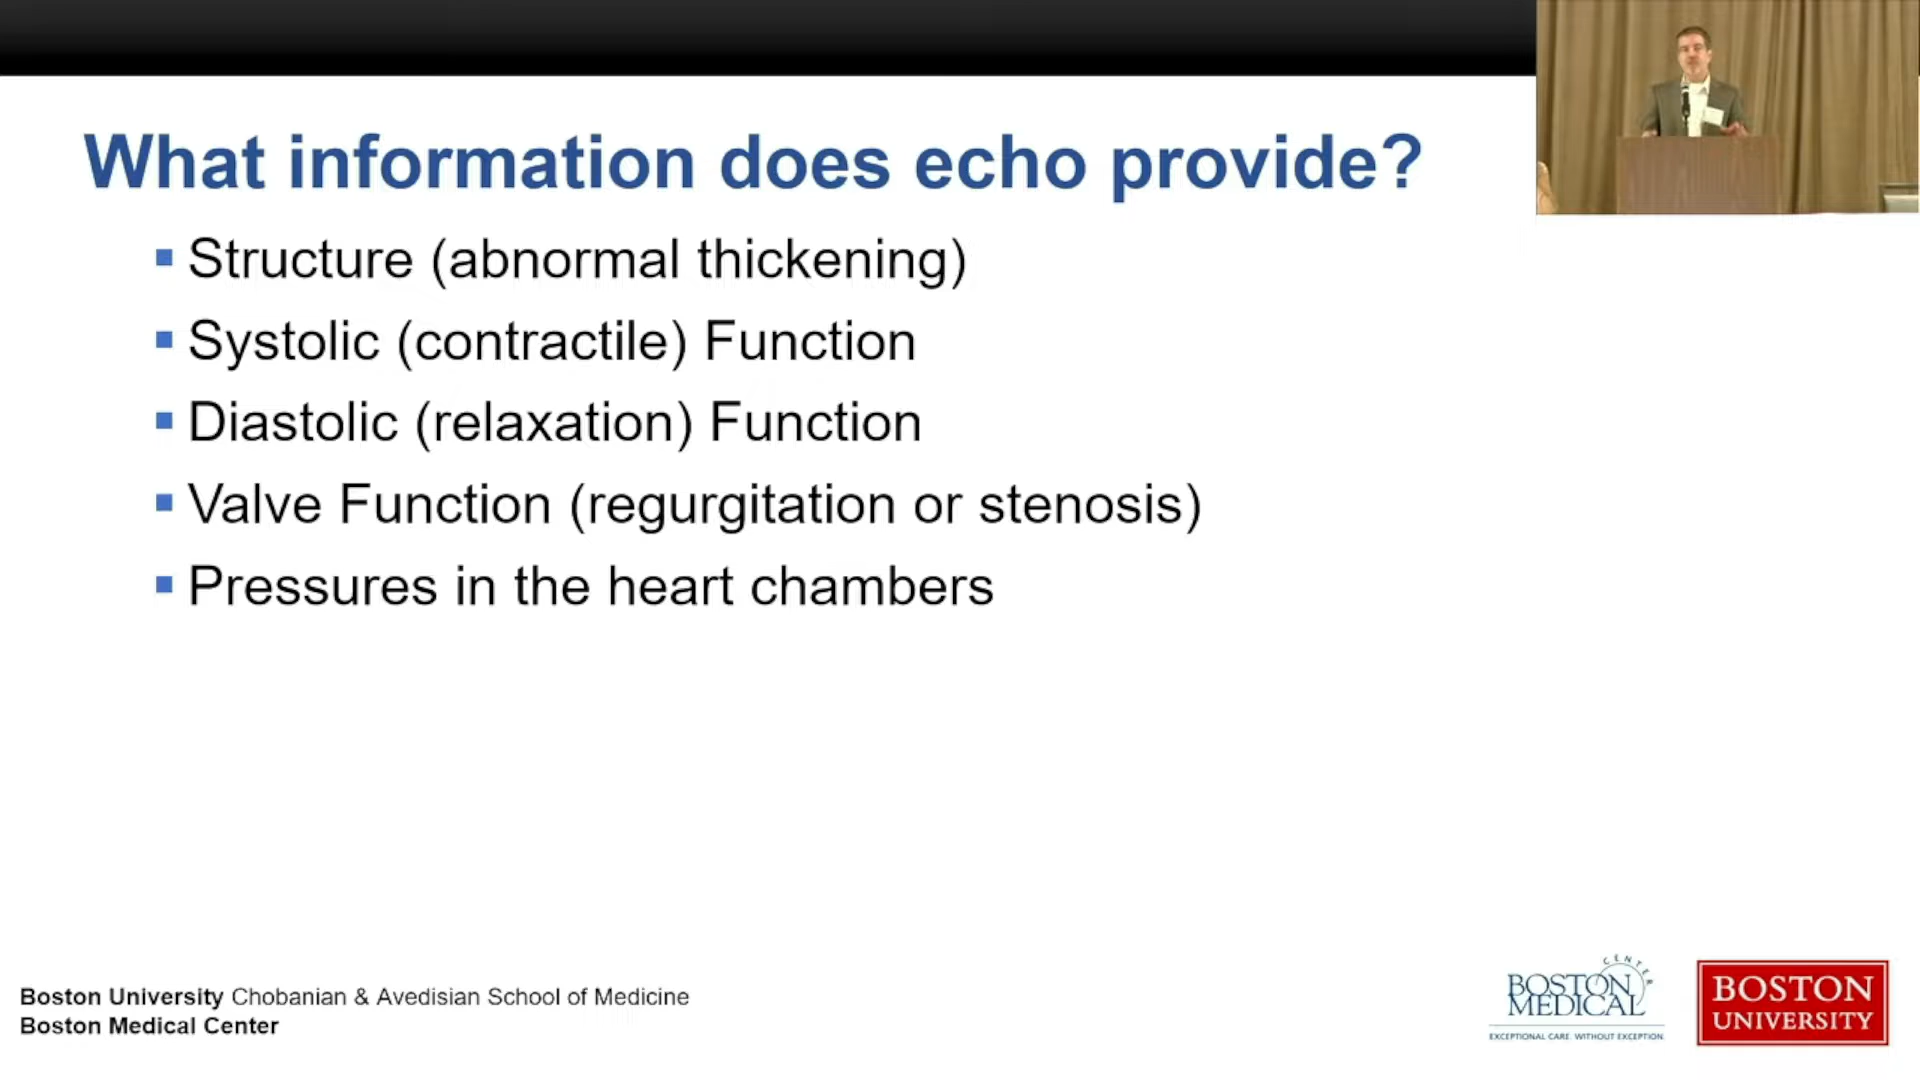 What information does echo provide?
Structure (abnormal thickening)
Systolic (contractile) Function
Diastolic (relaxation) Function
Valve Function (regurgitation or stenosis)
Pressures in the heart chambers
Boston University Chobanian & Avedisian School of Medicine
Boston Medical Center
BOSTON
MEDICAL
CENTER
EXCEPTIONAL CARE. WITHOUT EXCEPTION.
BOSTON
UNIVERSITY